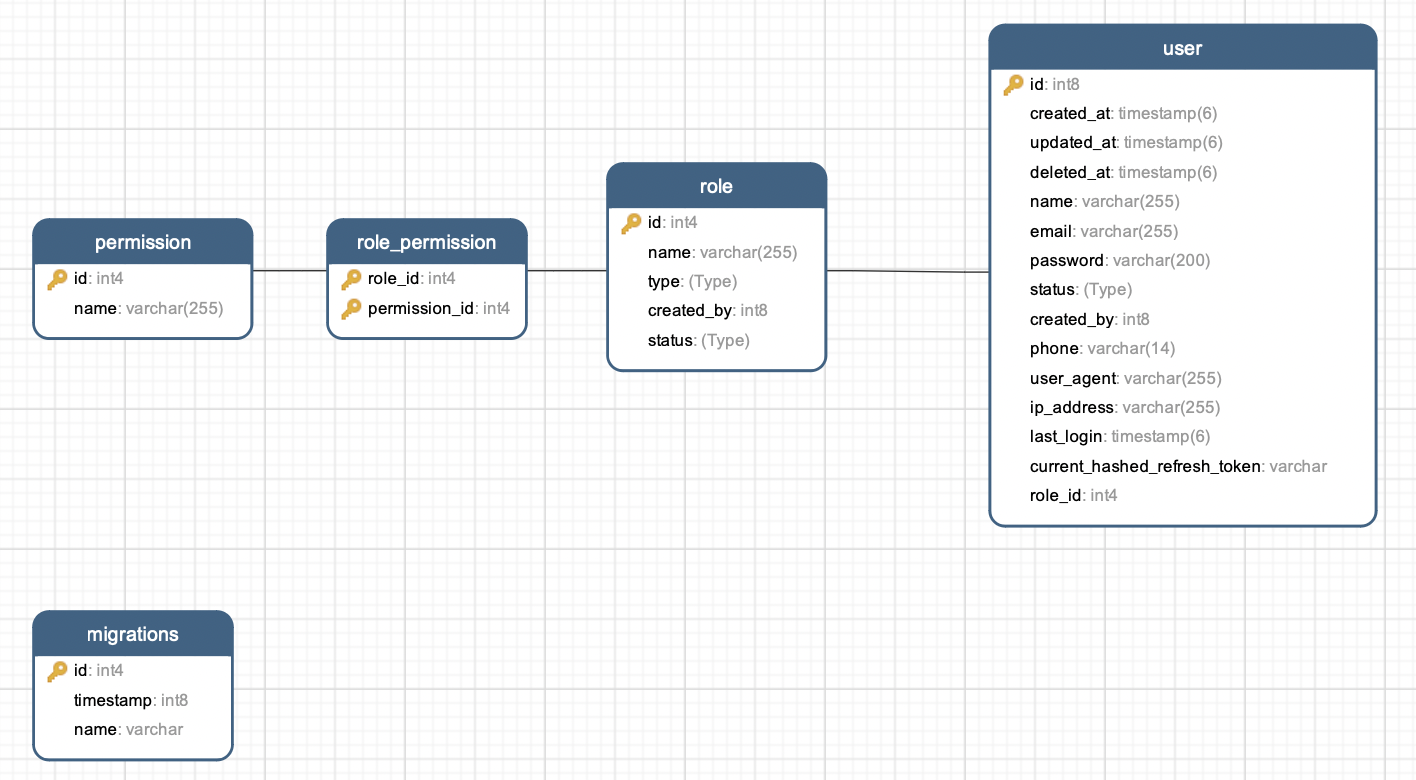 permission
id: int4
name: varchar(255)
role_permission
role_id: int4
permission_id: int4
role
id: int4
name: varchar(255)
type: (Type)
created_by: int8
status: (Type)
user
id: int8
created_at: timestamp(6)
updated_at: timestamp(6)
deleted_at: timestamp(6)
name: varchar(255)
email: varchar(255)
password: varchar(200)
status: (Type)
created_by: int8
phone: varchar(14)
user_agent: varchar(255)
ip_address: varchar(255)
last_login: timestamp(6)
current_hashed_refresh_token: varchar
role_id: int4
migrations
id: int4
timestamp: int8
name: varchar